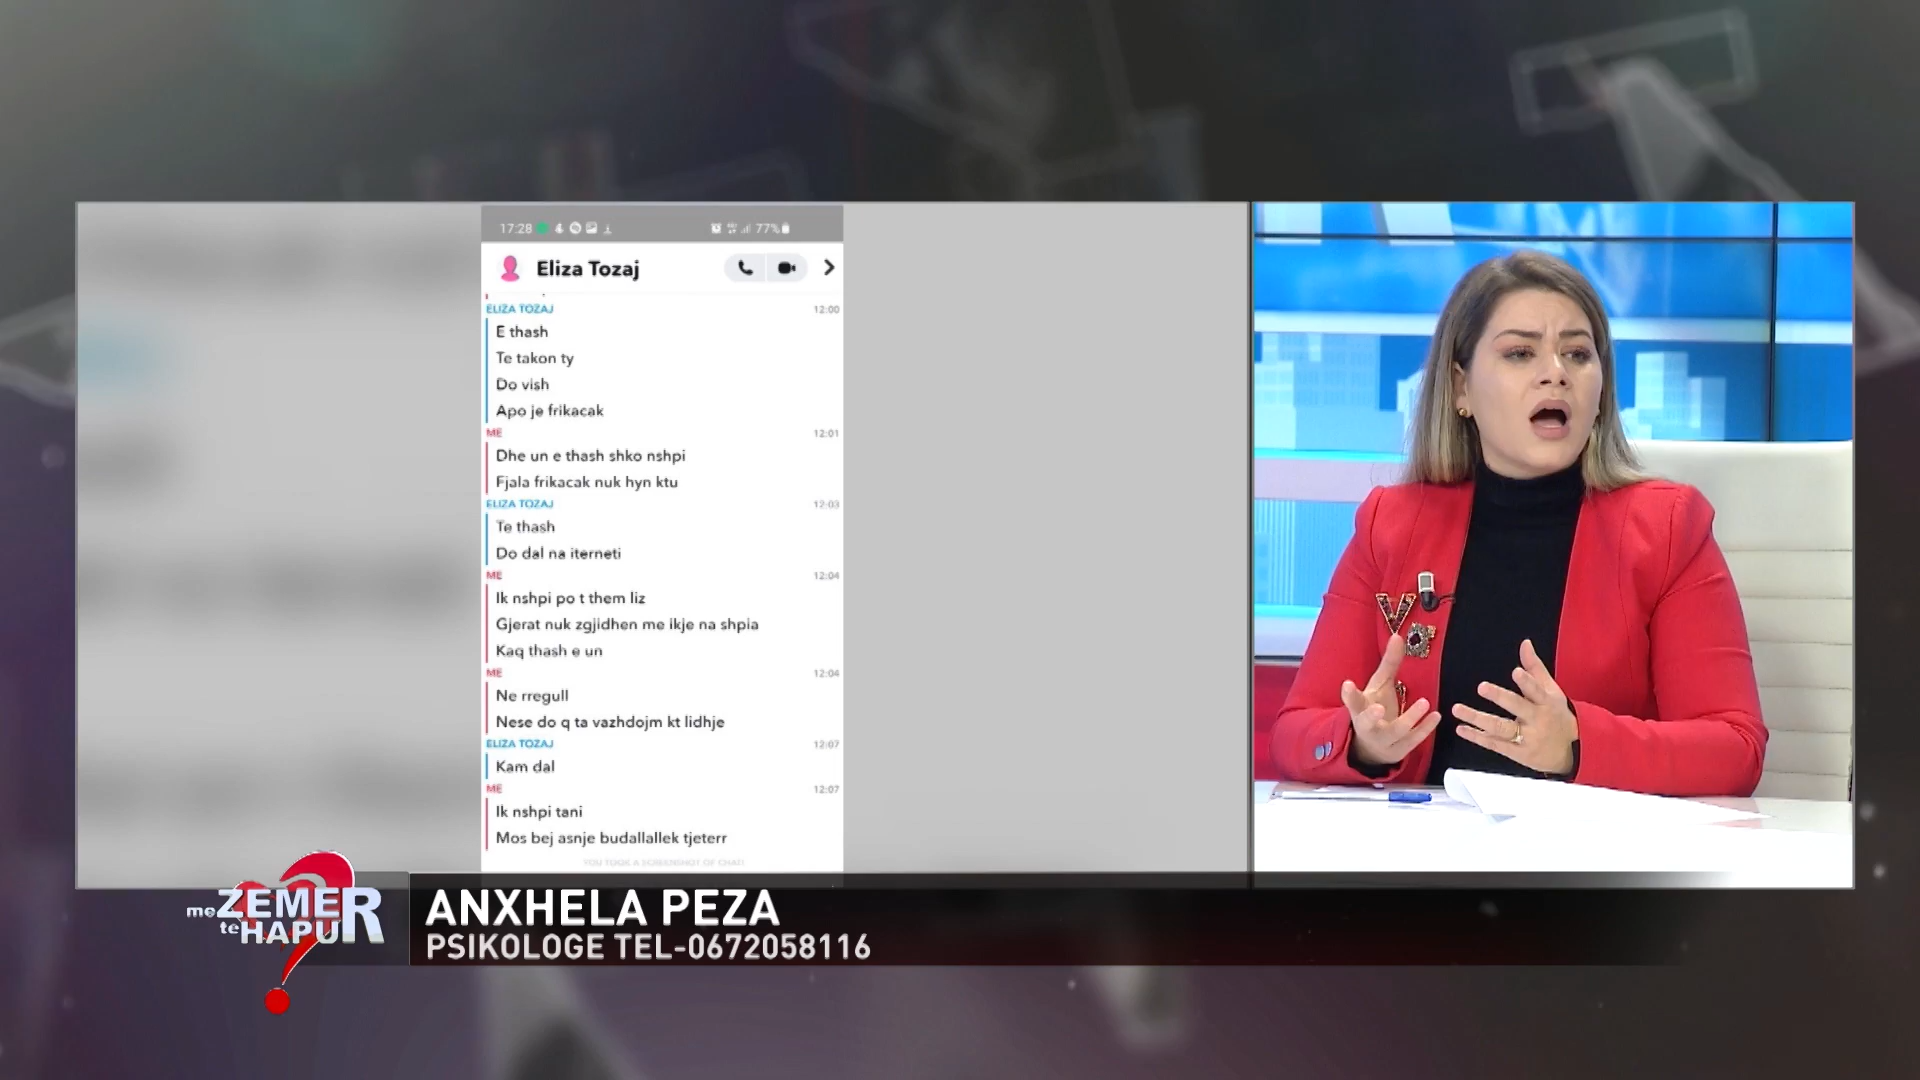 17:28
77%
Eliza Tozaj
ELIZA TOZAJ 12:00
E thash
Te takon ty
Do vish
Apo je frikacak
ME 12:01
Dhe un e thash shko nshpi
Fjala frikacak nuk hyn ktu
ELIZA TOZAJ 12:03
Te thash
Do dal na iterneti
ME 12:04
Ik nshpi po t them liz
Gjerat nuk zgjidhen me ikje na shpia
Kaq thash e un
ME 12:04
Ne rregull
Nese do q ta vazhdojm kt lidhje
ELIZA TOZAJ 12:07
Kam dal
ME 12:07
Ik nshpi tani
Mos bej asnje budallallek tjeterr
YOU TOOK A SCREENSHOT OF CHAT!
me ZEMER
te HAPUR
ANXHELA PEZA
PSIKOLOGE TEL-0672058116